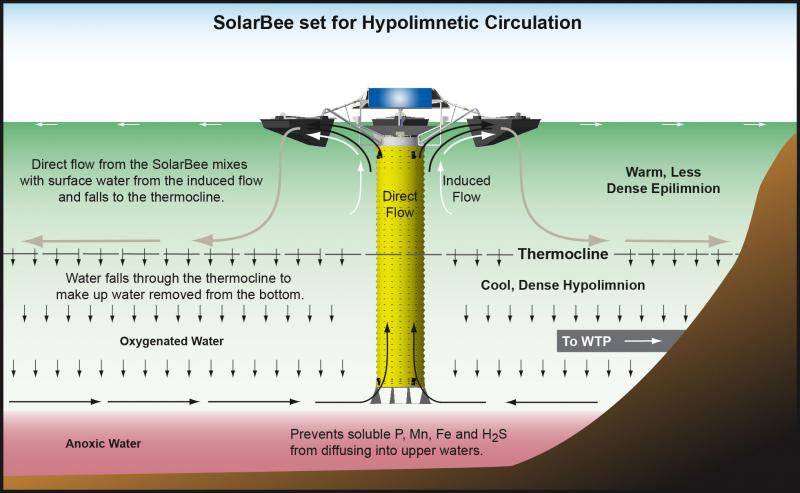 SolarBee set for Hypolimnetic Circulation
Direct flow from the SolarBee mixes
with surface water from the induced flow
and falls to the thermocline.
Direct
Flow
Induced
Flow
Warm, Less
Dense Epilimnion
Thermocline
Water falls through the thermocline to
make up water removed from the bottom.
Cool, Dense Hypolimnion
Oxygenated Water
To WTP
Anoxic Water
Prevents soluble P, Mn, Fe and H₂S
from diffusing into upper waters.